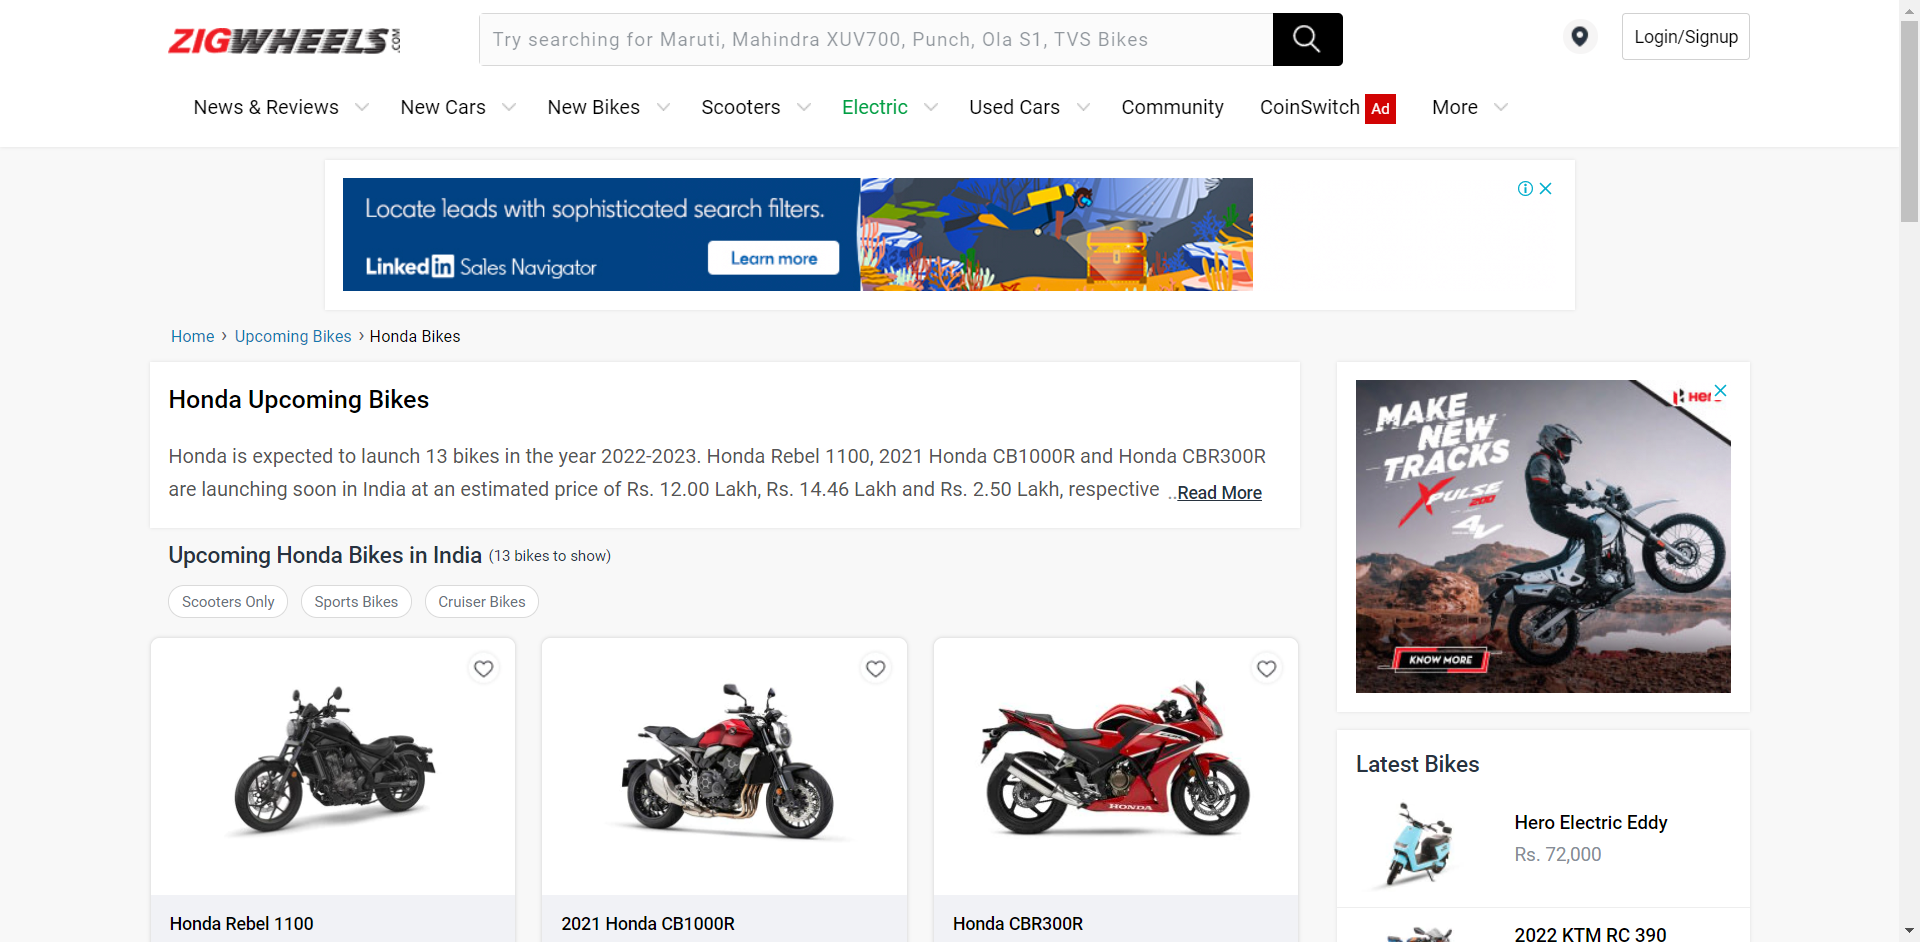 ZIGWHEELS.COM
Try searching for Maruti, Mahindra XUV700, Punch, Ola S1, TVS Bikes
Login/Signup
News & Reviews
New Cars
New Bikes
Scooters
Electric
Used Cars
Community
CoinSwitch Ad
More
Locate leads with sophisticated search filters.
LinkedIn Sales Navigator
Learn more
Home › Upcoming Bikes › Honda Bikes
Honda Upcoming Bikes
Honda is expected to launch 13 bikes in the year 2022-2023. Honda Rebel 1100, 2021 Honda CB1000R and Honda CBR300R
are launching soon in India at an estimated price of Rs. 12.00 Lakh, Rs. 14.46 Lakh and Rs. 2.50 Lakh, respective ..Read More
Upcoming Honda Bikes in India (13 bikes to show)
Scooters Only
Sports Bikes
Cruiser Bikes
HONDA
Honda Rebel 1100
2021 Honda CB1000R
Honda CBR300R
MAKE
NEW
TRACKS
XPULSE
200
4V
KNOW MORE
Latest Bikes
Hero Electric Eddy
Rs. 72,000
2022 KTM RC 390